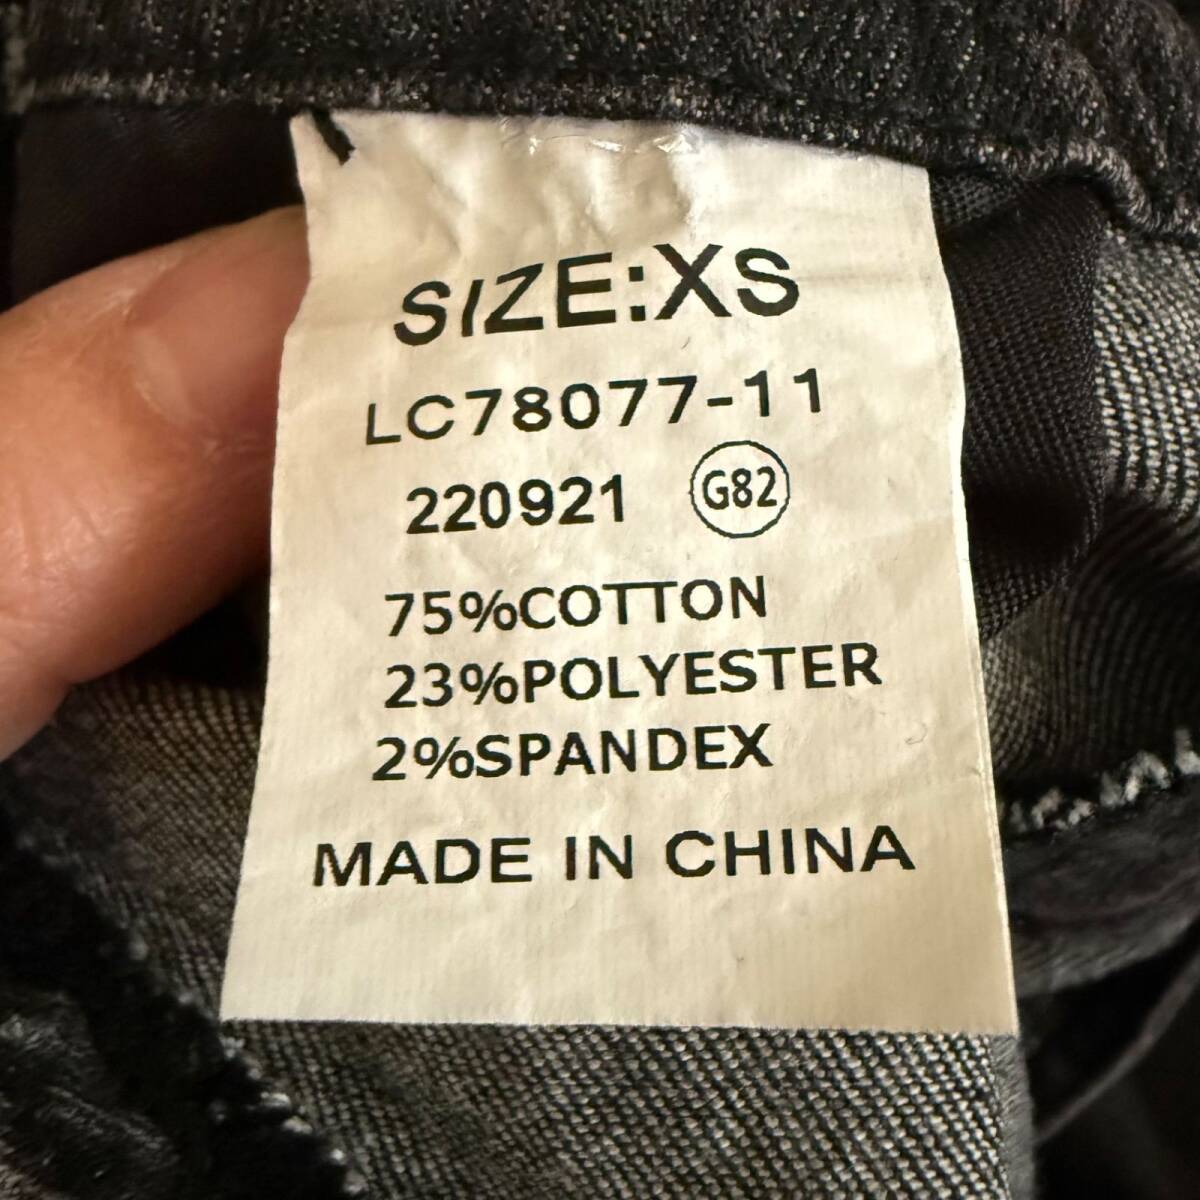 SIZE:XS
LC78077-11
220921 G82
75%COTTON
23%POLYESTER
2%SPANDEX
MADE IN CHINA